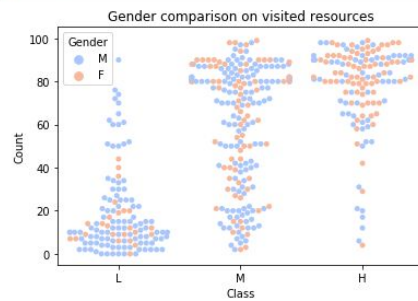 Gender comparison on visited resources
Gender
M
F
100
80
60
40
20
0
Count
L M H
Class